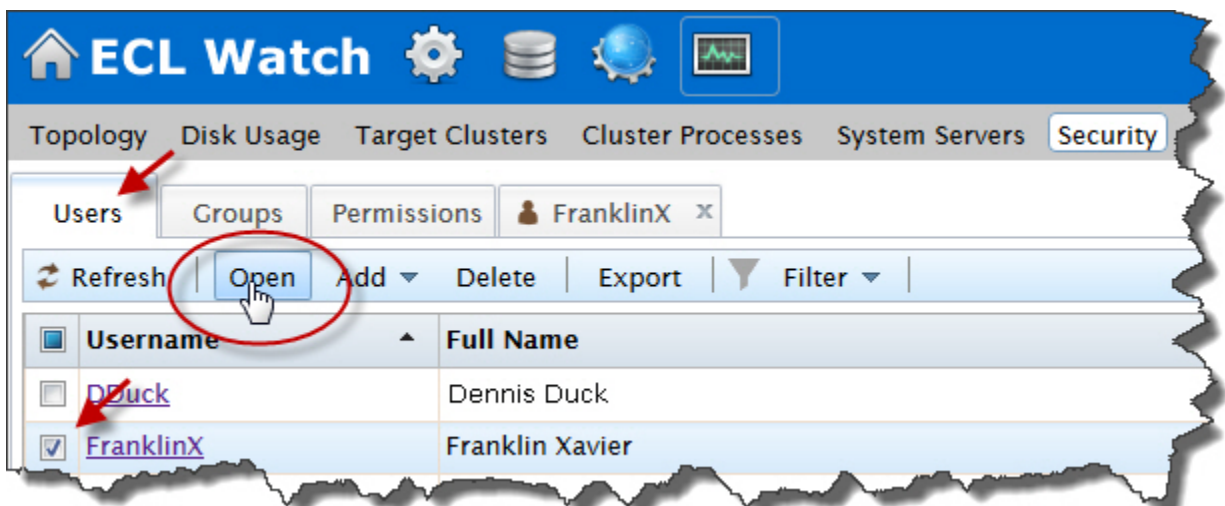 ECL Watch
Topology Disk Usage Target Clusters Cluster Processes System Servers Security
Users Groups Permissions FranklinX x
Refresh Open Add Delete Export Filter
Username Full Name
DDuck Dennis Duck
FranklinX Franklin Xavier